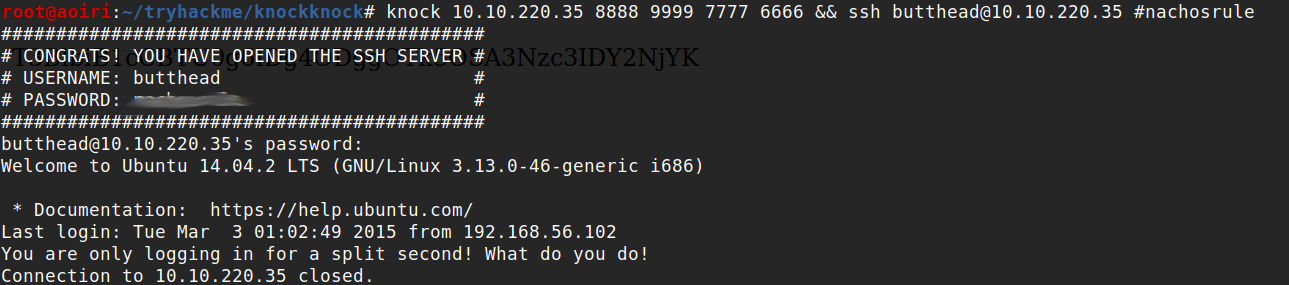 root@aoiri:~/tryhackme/knockknock# knock 10.10.220.35 8888 9999 7777 6666 && ssh butthead@10.10.220.35 #nachosrule
############################################
# CONGRATS! YOU HAVE OPENED THE SSH SERVER #
# USERNAME: butthead #
# PASSWORD: #
############################################
butthead@10.10.220.35's password:
Welcome to Ubuntu 14.04.2 LTS (GNU/Linux 3.13.0-46-generic i686)
* Documentation: https://help.ubuntu.com/
Last login: Tue Mar 3 01:02:49 2015 from 192.168.56.102
You are only logging in for a split second! What do you do!
Connection to 10.10.220.35 closed.